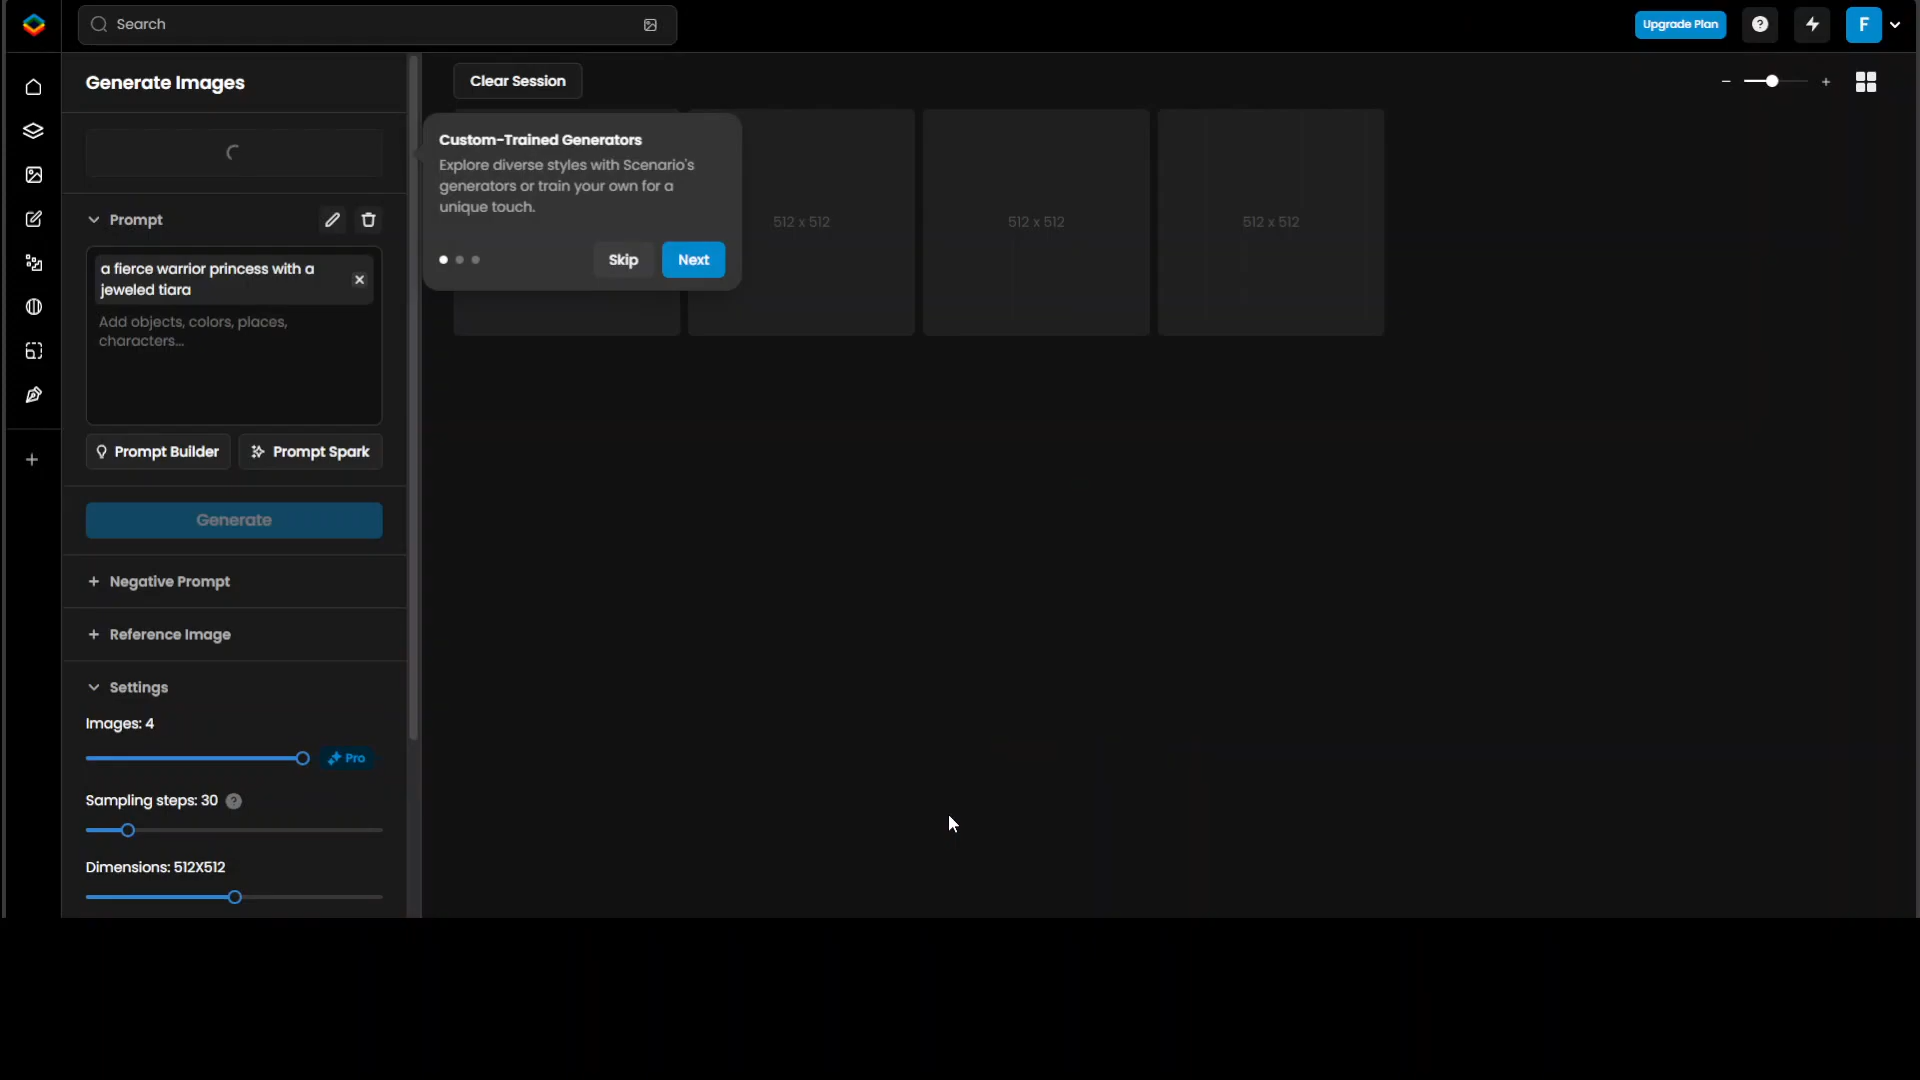 Search
Upgrade Plan
F
Generate Images
Clear Session
Custom-Trained Generators
Explore diverse styles with Scenario's
generators or train your own for a
unique touch.
Skip
Next
512 x 512
512 x 512
512 x 512
Prompt
a fierce warrior princess with a
jeweled tiara
Add objects, colors, places,
characters...
Prompt Builder
Prompt Spark
Generate
Negative Prompt
Reference Image
Settings
Images: 4
Pro
Sampling steps: 30
Dimensions: 512X512